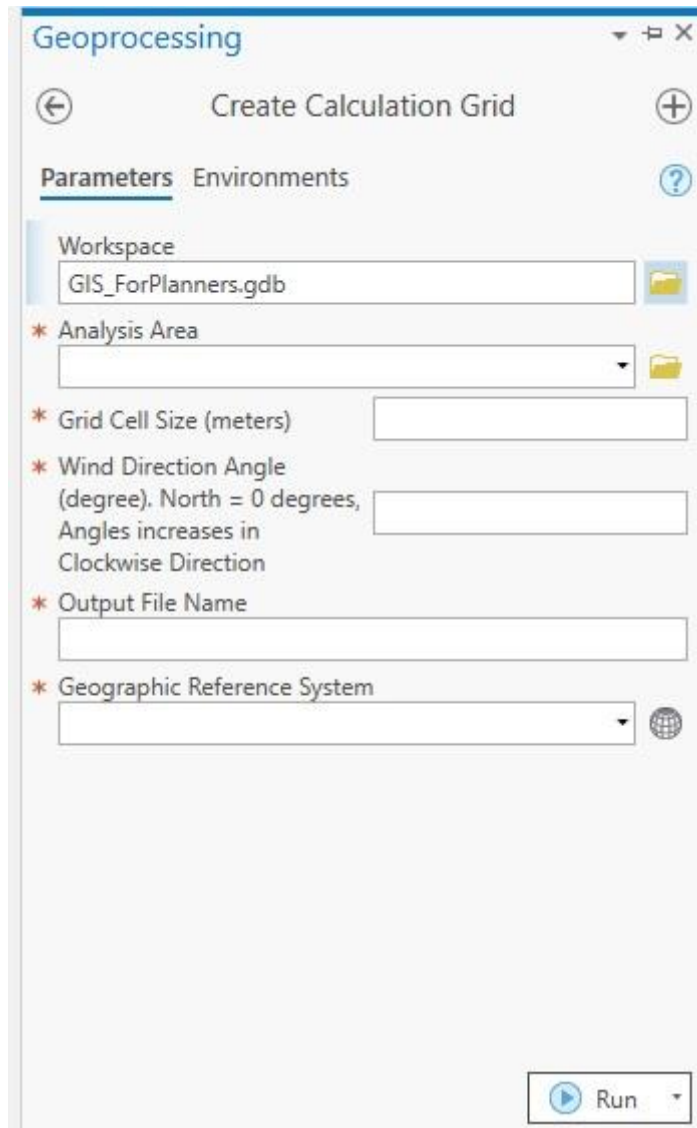 Geoprocessing
Create Calculation Grid
Parameters Environments
Workspace
GIS_ForPlanners.gdb
* Analysis Area
* Grid Cell Size (meters)
* Wind Direction Angle
(degree). North = 0 degrees,
Angles increases in
Clockwise Direction
* Output File Name
* Geographic Reference System
Run